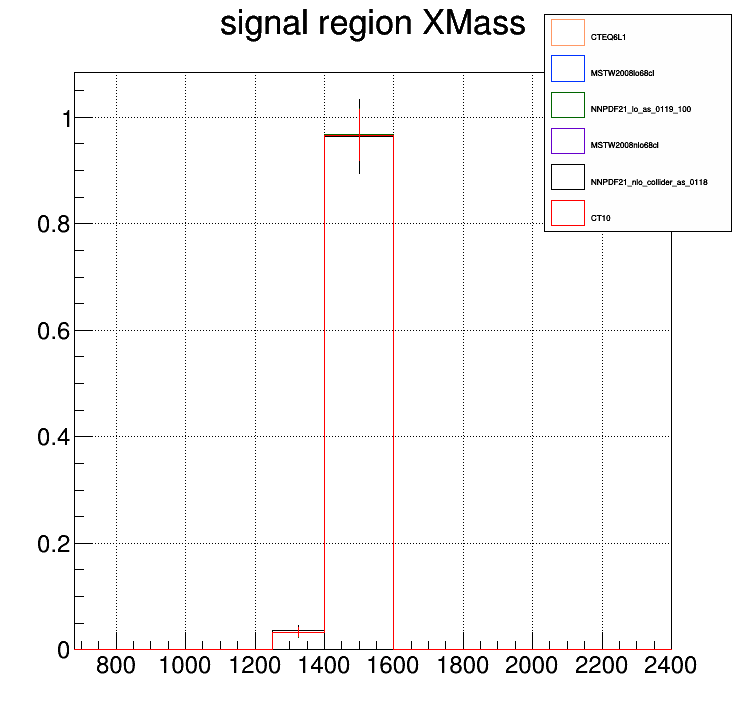 signal region XMass
CTEQ6L1
MSTW2008lo68cl
NNPDF21_lo_as_0119_100
MSTW2008nlo68cl
NNPDF21_nlo_collider_as_0118
CT10
1
0.8
0.6
0.4
0.2
0
800 1000 1200 1400 1600 1800 2000 2200 2400